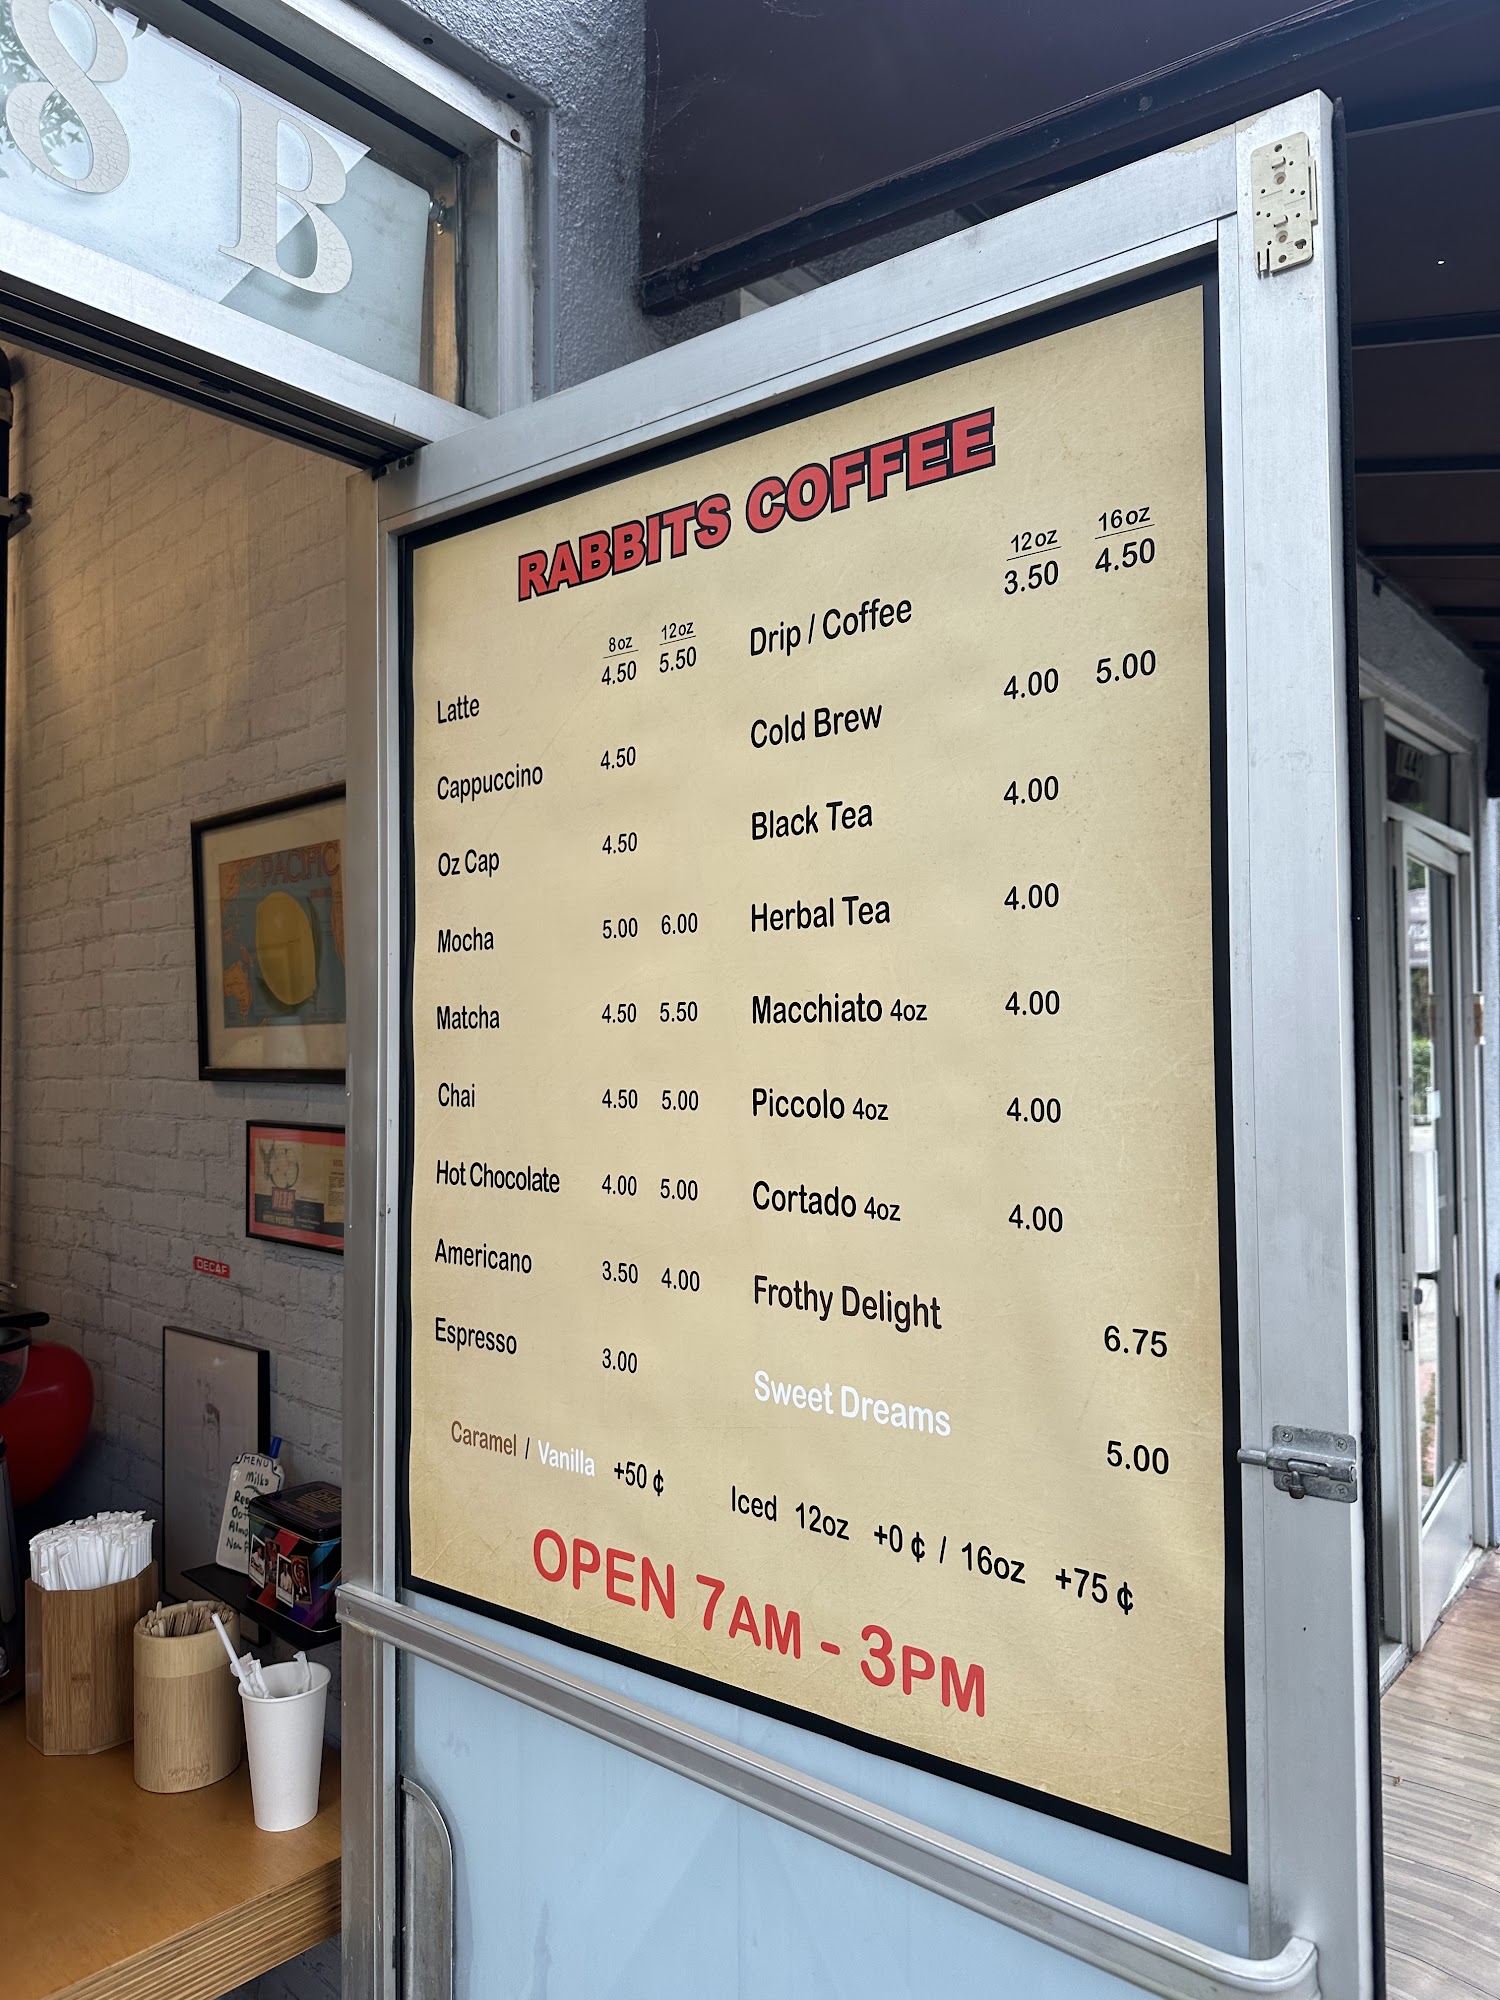 8 B
RABBITS COFFEE
8oz 12oz
Latte 4.50 5.50
Cappuccino 4.50
Oz Cap 4.50
Mocha 5.00 6.00
Matcha 4.50 5.50
Chai 4.50 5.00
Hot Chocolate 4.00 5.00
Americano 3.50 4.00
Espresso 3.00
Caramel / Vanilla +50 ¢
12oz 16oz
Drip / Coffee 3.50 4.50
Cold Brew 4.00 5.00
Black Tea 4.00
Herbal Tea 4.00
Macchiato 4oz 4.00
Piccolo 4oz 4.00
Cortado 4oz 4.00
Frothy Delight 6.75
Sweet Dreams 5.00
Iced 12oz +0 ¢ / 16oz +75 ¢
OPEN 7AM - 3PM
PACIFIC
BEER
DECAF
MENU
Milks